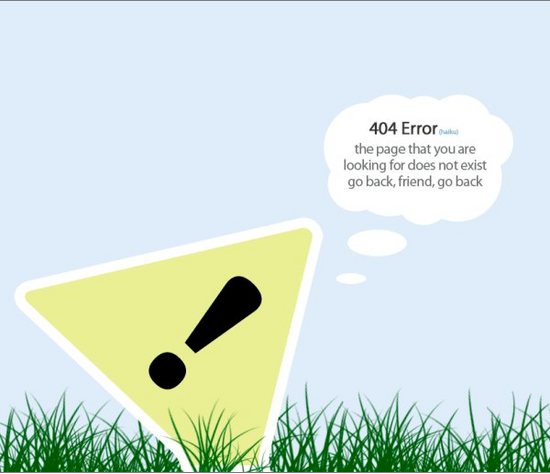 404 Error (haiku)
the page that you are
looking for does not exist
go back, friend, go back